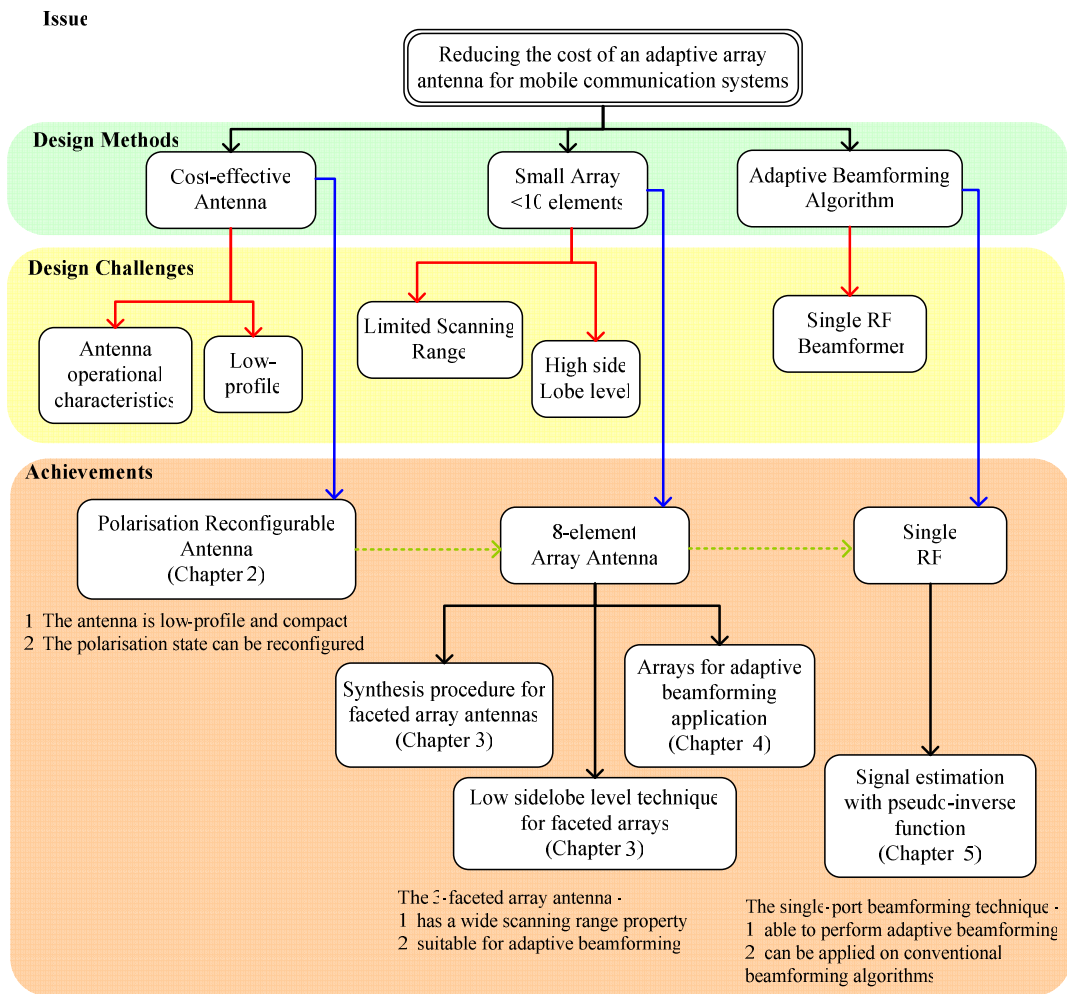 Issue
Reducing the cost of an adaptive array
antenna for mobile communication systems
Design Methods
Cost-effective
Antenna
Small Array
<10 elements
Adaptive Beamforming
Algorithm
Design Challenges
Antenna
operational
characteristics
Low-
profile
Limited Scanning
Range
High side
Lobe level
Single RF
Beamformer
Achievements
Polarisation Reconfigurable
Antenna
(Chapter 2)
8-element
Array Antenna
Single
RF
1 The antenna is low-profile and compact
2 The polarisation state can be reconfigured
Synthesis procedure for
faceted array antennas
(Chapter 3)
Arrays for adaptive
beamforming
application
(Chapter 4)
Low sidelobe level technique
for faceted arrays
(Chapter 3)
Signal estimation
with pseudo-inverse
function
(Chapter 5)
The 3-faceted array antenna -
1 has a wide scanning range property
2 suitable for adaptive beamforming
The single-port beamforming technique -
1 able to perform adaptive beamforming
2 can be applied on conventional
beamforming algorithms